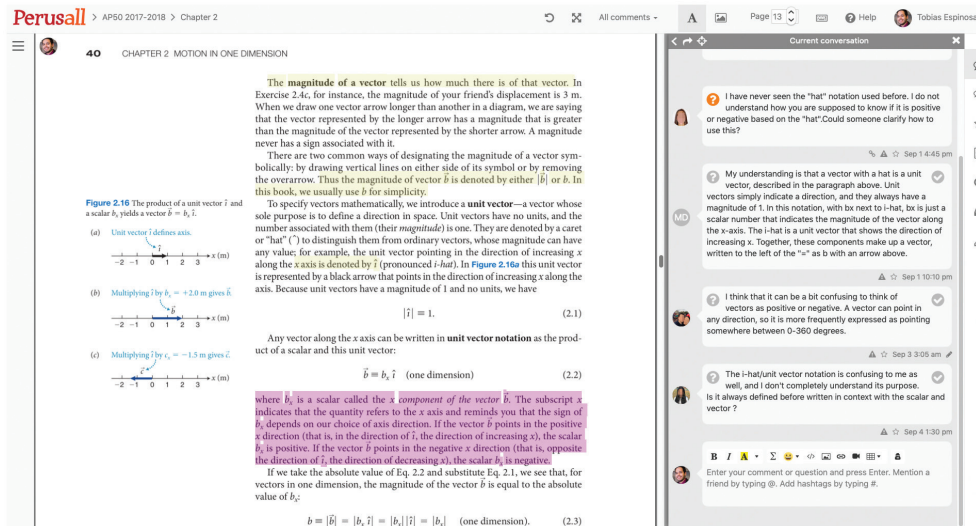 Perusall > AP50 2017-2018 > Chapter 2
All comments
A
Page 13
Help
Tobias Espinosa
40 CHAPTER 2 MOTION IN ONE DIMENSION
The magnitude of a vector tells us how much there is of that vector. In
Exercise 2.4c, for instance, the magnitude of your friend's displacement is 3 m.
When we draw one vector arrow longer than another in a diagram, we are saying
that the vector represented by the longer arrow has a magnitude that is greater
than the magnitude of the vector represented by the shorter arrow. A magnitude
never has a sign associated with it.
There are two common ways of designating the magnitude of a vector sym-
bolically: by drawing vertical lines on either side of its symbol or by removing
the overarrow. Thus the magnitude of vector b⃗ is denoted by either |b⃗| or b. In
this book, we usually use b for simplicity.
To specify vectors mathematically, we introduce a unit vector—a vector whose
sole purpose is to define a direction in space. Unit vectors have no units, and the
number associated with them (their magnitude) is one. They are denoted by a caret
or "hat" (ˆ) to distinguish them from ordinary vectors, whose magnitude can have
any value; for example, the unit vector pointing in the direction of increasing x
along the x axis is denoted by î (pronounced i-hat). In Figure 2.16a this unit vector
is represented by a black arrow that points in the direction of increasing x along the
axis. Because unit vectors have a magnitude of 1 and no units, we have
|î| ≡ 1. (2.1)
Any vector along the x axis can be written in unit vector notation as the prod-
uct of a scalar and this unit vector:
b⃗ ≡ bₓ î (one dimension) (2.2)
where bₓ is a scalar called the x component of the vector b⃗. The subscript x
indicates that the quantity refers to the x axis and reminds you that the sign of
bₓ depends on our choice of axis direction. If the vector b⃗ points in the positive
x direction (that is, in the direction of î, the direction of increasing x), the scalar
bₓ is positive. If the vector b⃗ points in the negative x direction (that is, opposite
the direction of î, the direction of decreasing x), the scalar bₓ is negative.
If we take the absolute value of Eq. 2.2 and substitute Eq. 2.1, we see that, for
vectors in one dimension, the magnitude of the vector b⃗ is equal to the absolute
value of bₓ:
b ≡ |b⃗| = |bₓ î| = |bₓ||î| = |bₓ| (one dimension). (2.3)
Figure 2.16 The product of a unit vector î and
a scalar bₓ yields a vector b⃗ = bₓ î.
(a) Unit vector î defines axis.
î
-2 -1 0 1 2 3 x (m)
(b) Multiplying î by bₓ = +2.0 m gives b⃗.
b⃗
-2 -1 0 1 2 3 x (m)
(c) Multiplying î by cₓ = −1.5 m gives c⃗.
c⃗
-2 -1 0 1 2 3 x (m)
Current conversation
I have never seen the "hat" notation used before. I do not
understand how you are supposed to know if it is positive
or negative based on the "hat".Could someone clarify how to
use this?
Sep 1 4:45 pm
MD
My understanding is that a vector with a hat is a unit
vector, described in the paragraph above. Unit
vectors simply indicate a direction, and they always have a
magnitude of 1. In this notation, with bx next to i-hat, bx is just a
scalar number that indicates the magnitude of the vector along
the x-axis. The i-hat is a unit vector that shows the direction of
increasing x. Together, these components make up a vector,
written to the left of the "=" as b with an arrow above.
Sep 1 10:10 pm
I think that it can be a bit confusing to think of
vectors as positive or negative. A vector can point in
any direction, so it is more frequently expressed as pointing
somewhere between 0-360 degrees.
Sep 3 3:05 am
The i-hat/unit vector notation is confusing to me as
well, and I don't completely understand its purpose.
Is it always defined before written in context with the scalar and
vector ?
Sep 4 1:30 pm
B I A Σ </>
Enter your comment or question and press Enter. Mention a
friend by typing @. Add hashtags by typing #.